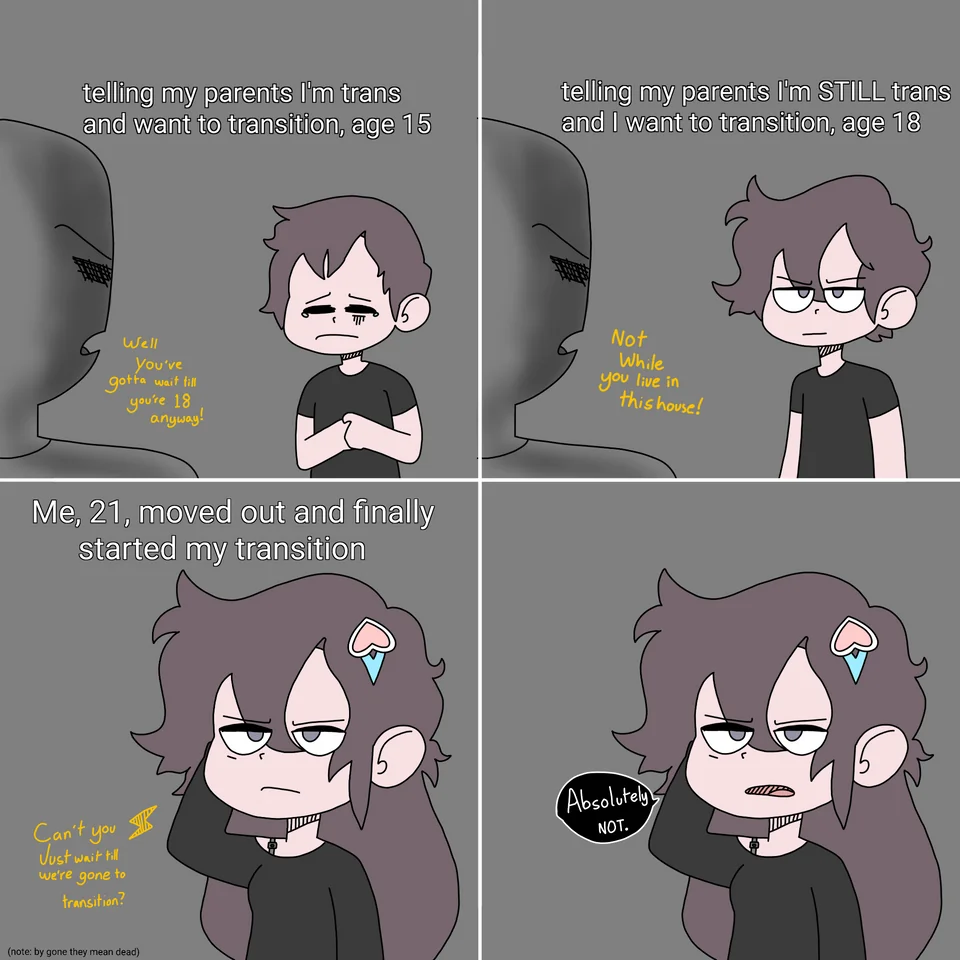 telling my parents I'm trans
and want to transition, age 15
Well
you've
gotta wait till
you're 18
anyway!
telling my parents I'm STILL trans
and I want to transition, age 18
Not
While
you live in
this house!
Me, 21, moved out and finally
started my transition
Can't you
Just wait till
we're gone to
transition?
(note: by gone they mean dead)
Absolutely
NOT.